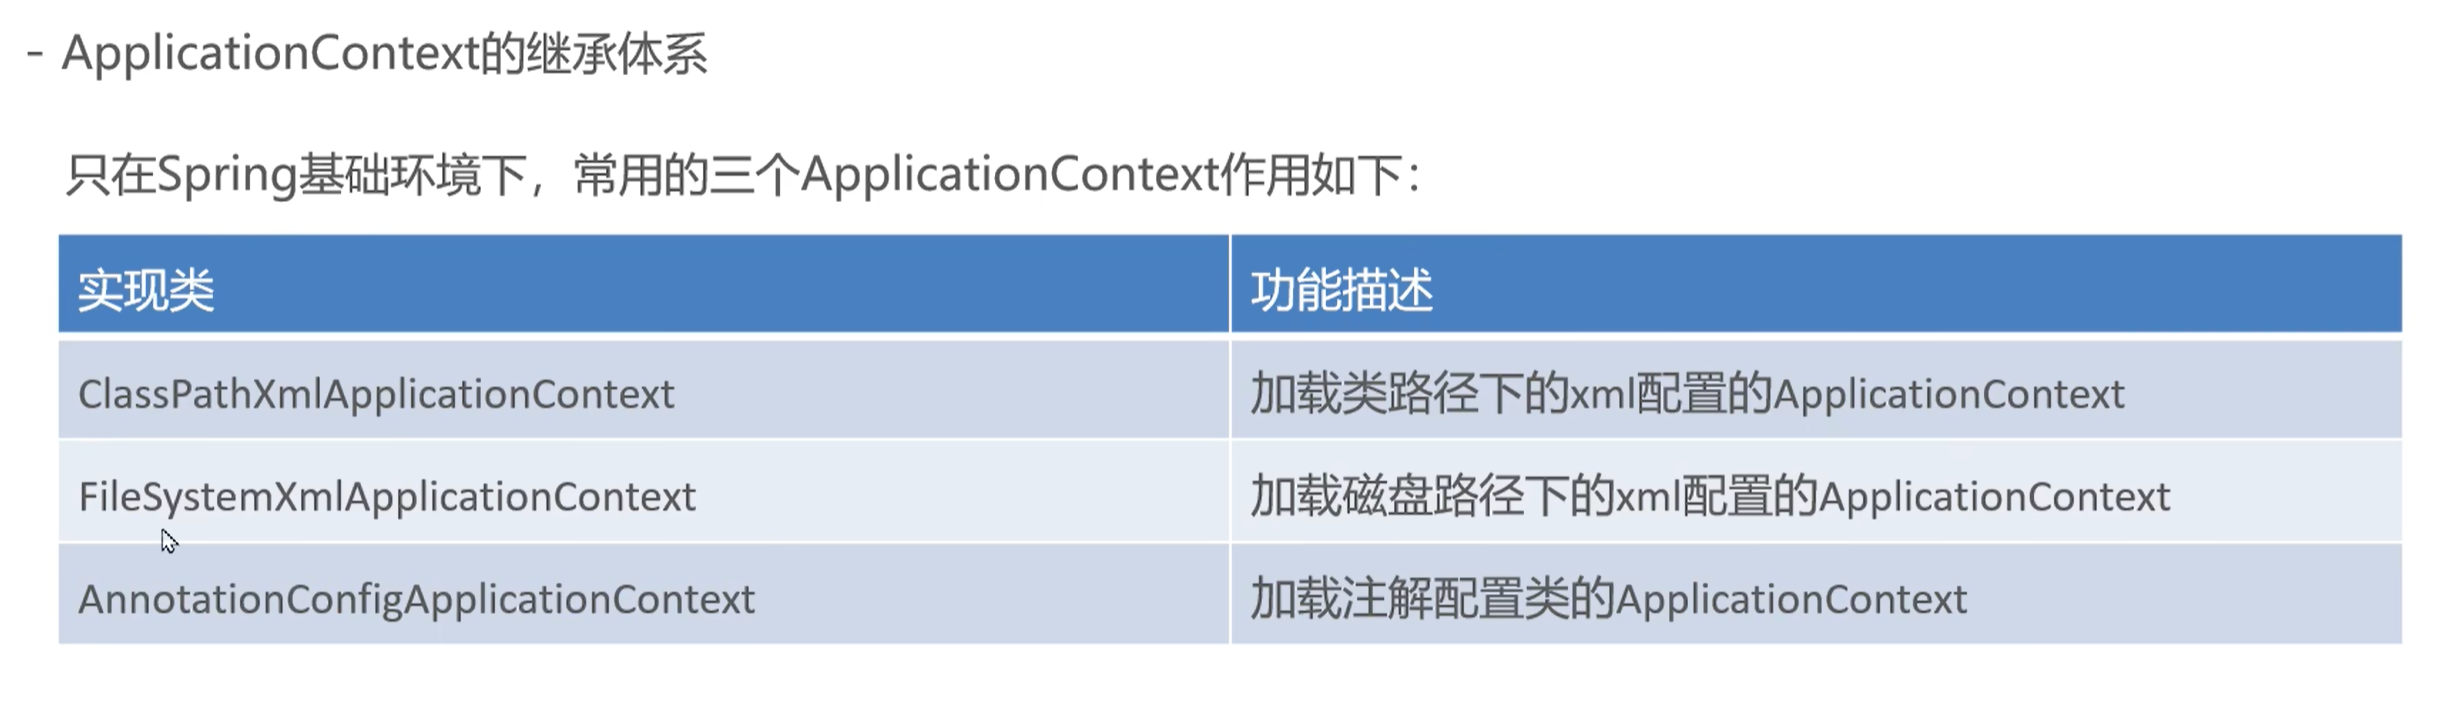 - ApplicationContext的继承体系
只在Spring基础环境下，常用的三个ApplicationContext作用如下：
实现类 功能描述
ClassPathXmlApplicationContext 加载类路径下的xml配置的ApplicationContext
FileSystemXmlApplicationContext 加载磁盘路径下的xml配置的ApplicationContext
AnnotationConfigApplicationContext 加载注解配置类的ApplicationContext